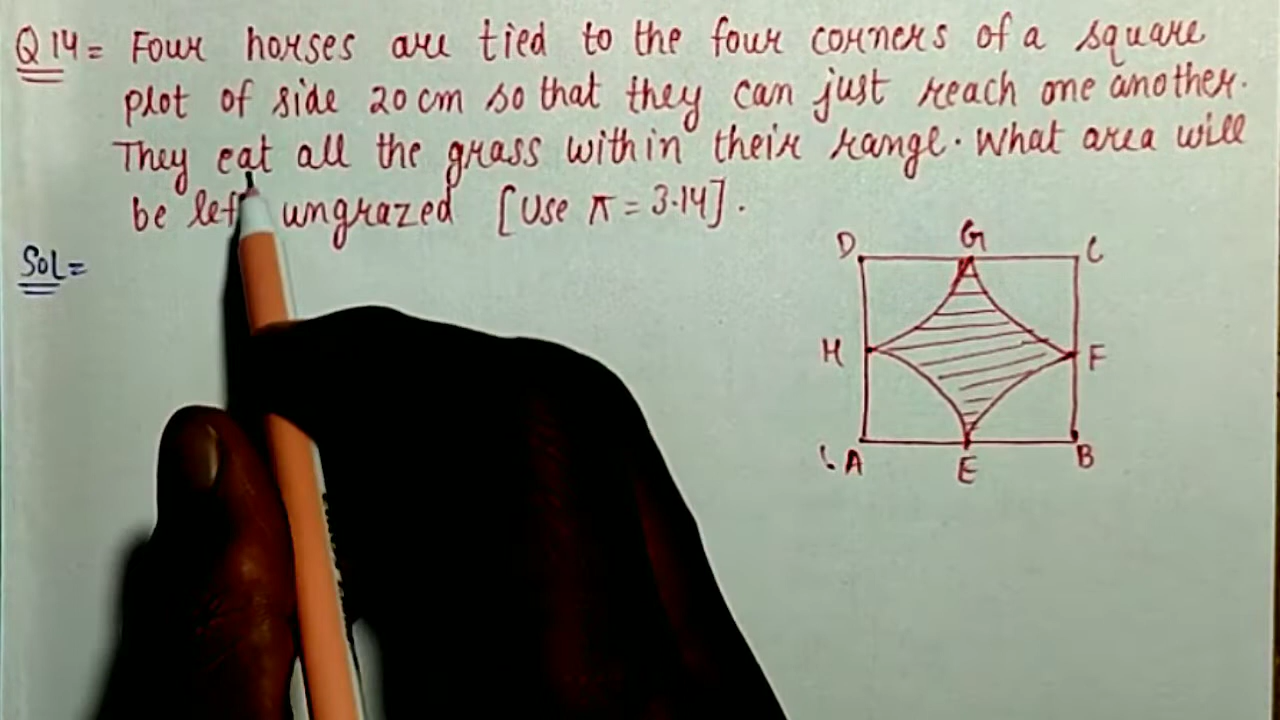 Q14= Four horses are tied to the four corners of a square
plot of side 20 cm so that they can just reach one another.
They eat all the grass within their range. What area will
be left ungrazed [Use π = 3.14].
Sol=
D G C
H F
A E B